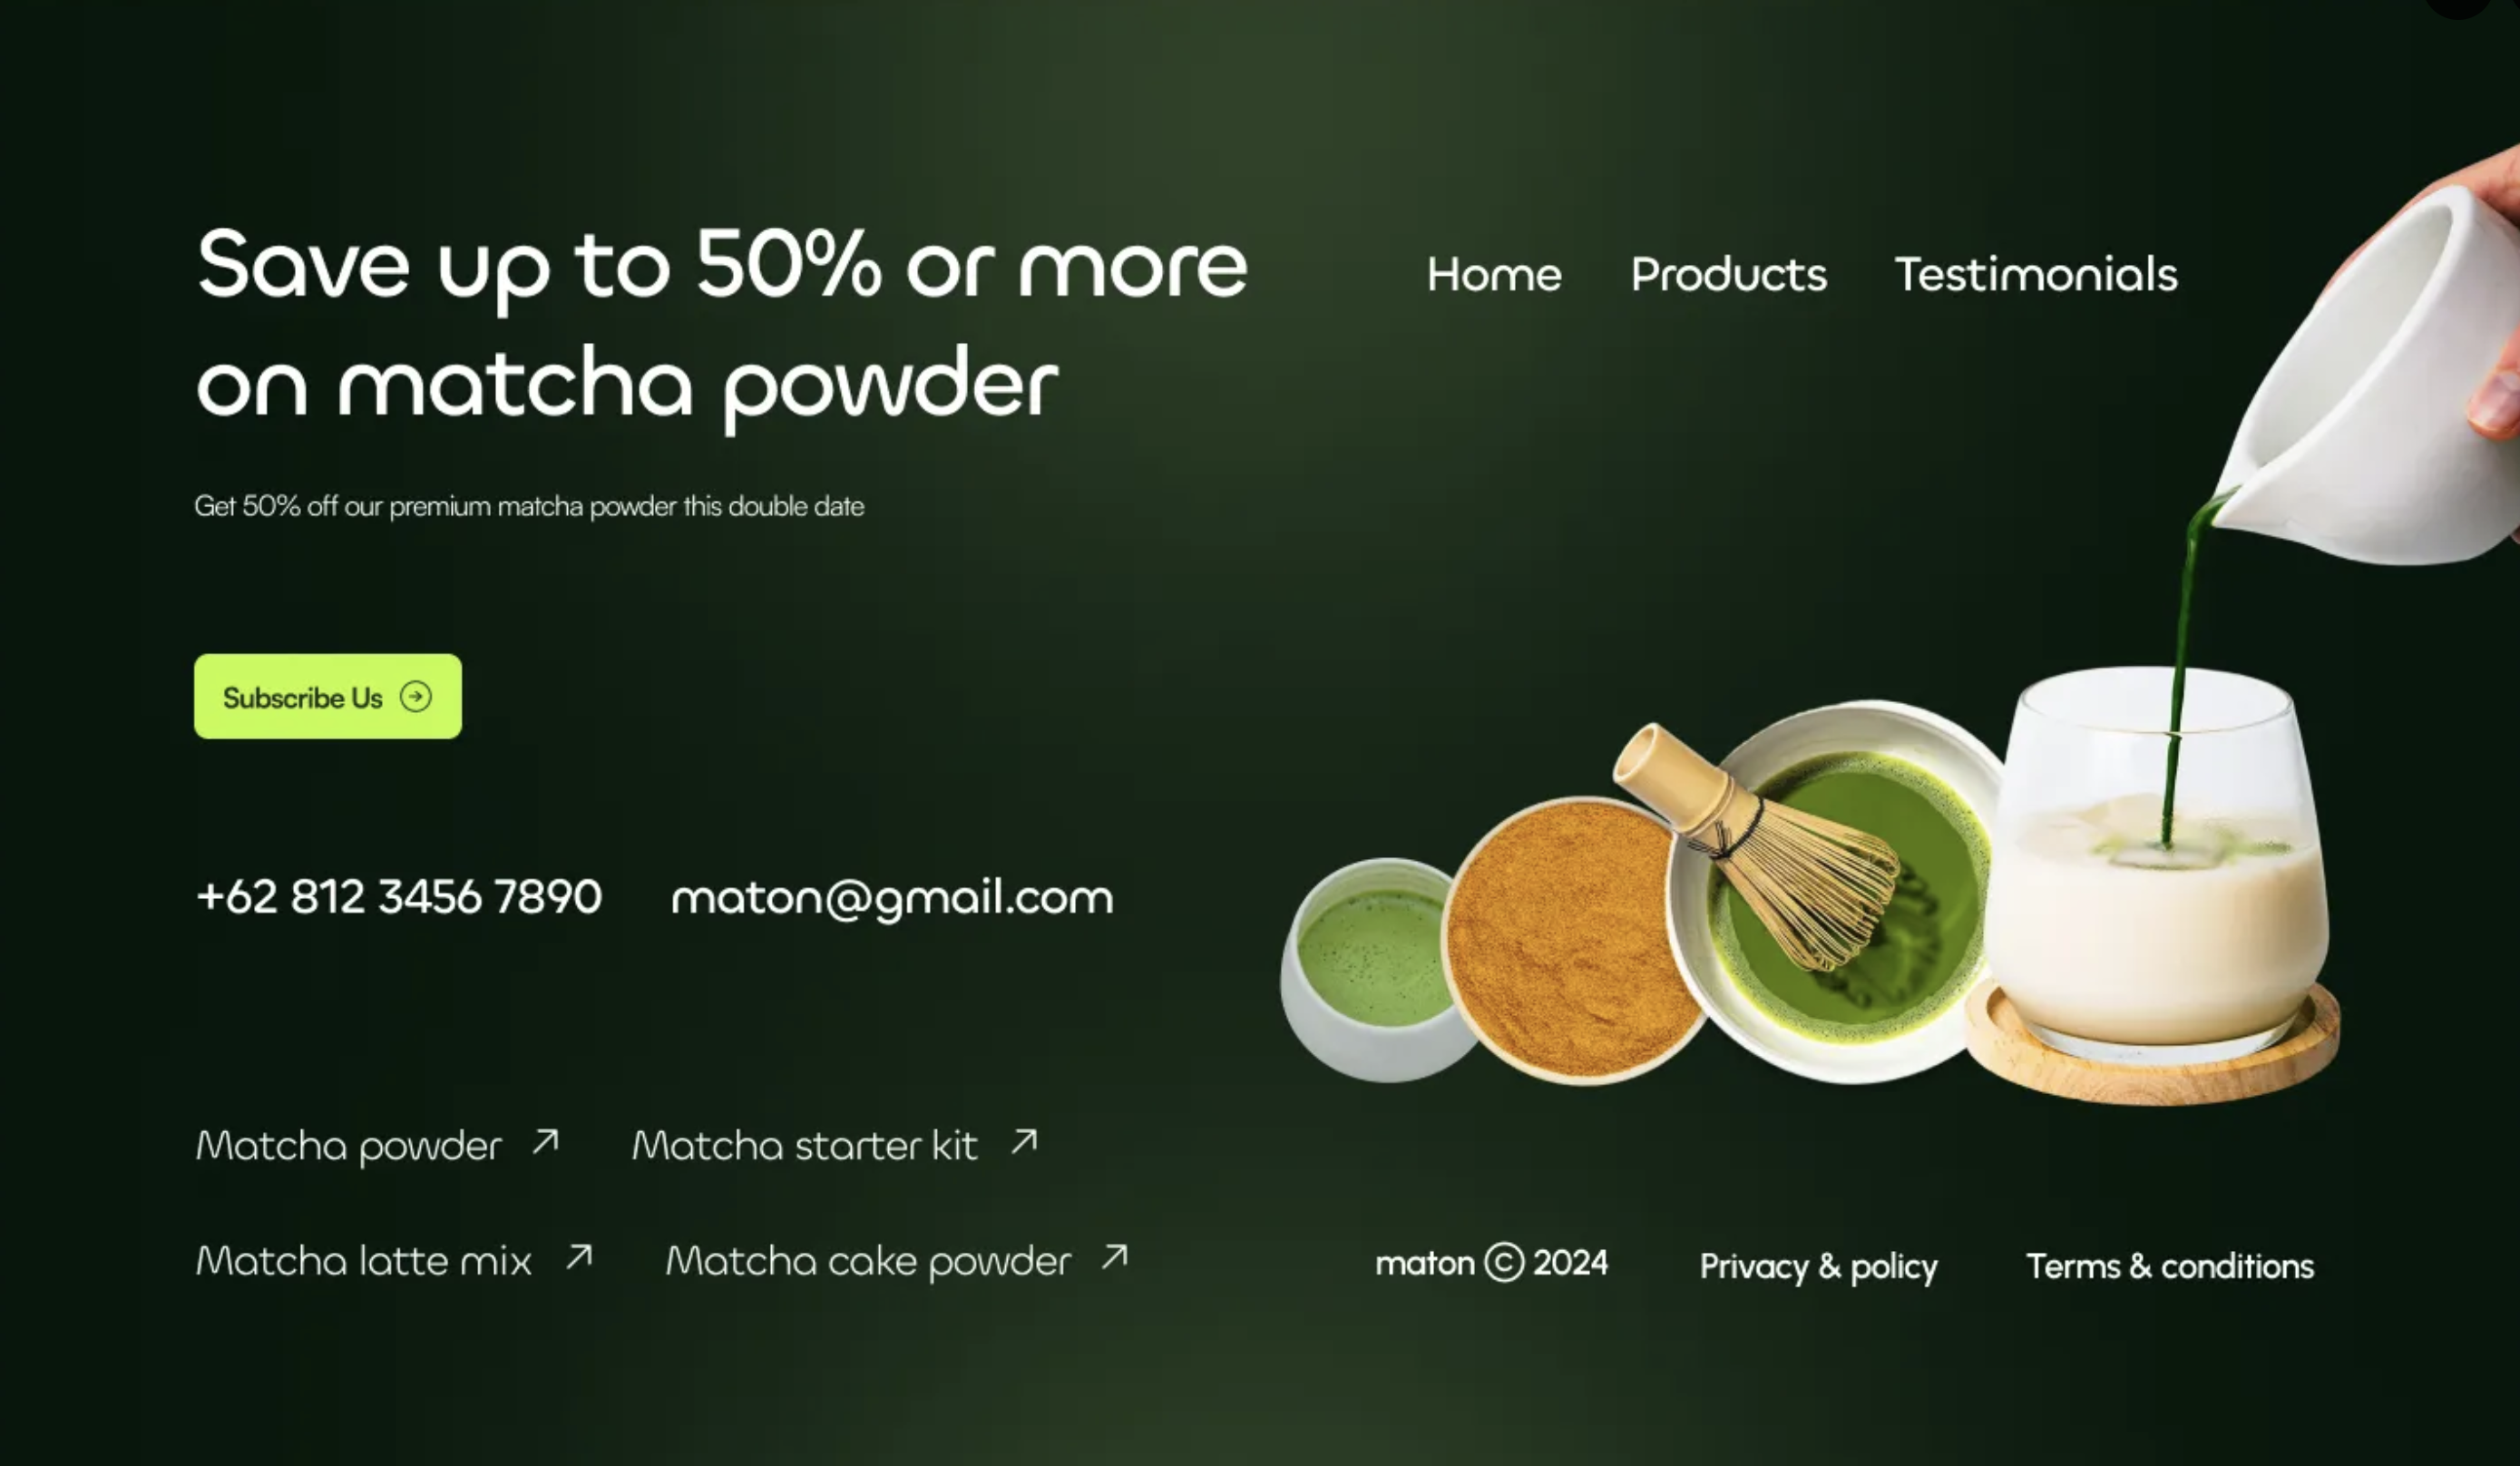 Save up to 50% or more
on matcha powder
Home Products Testimonials
Get 50% off our premium matcha powder this double date
Subscribe Us
+62 812 3456 7890 maton@gmail.com
Matcha powder Matcha starter kit
Matcha latte mix Matcha cake powder
maton © 2024 Privacy & policy Terms & conditions